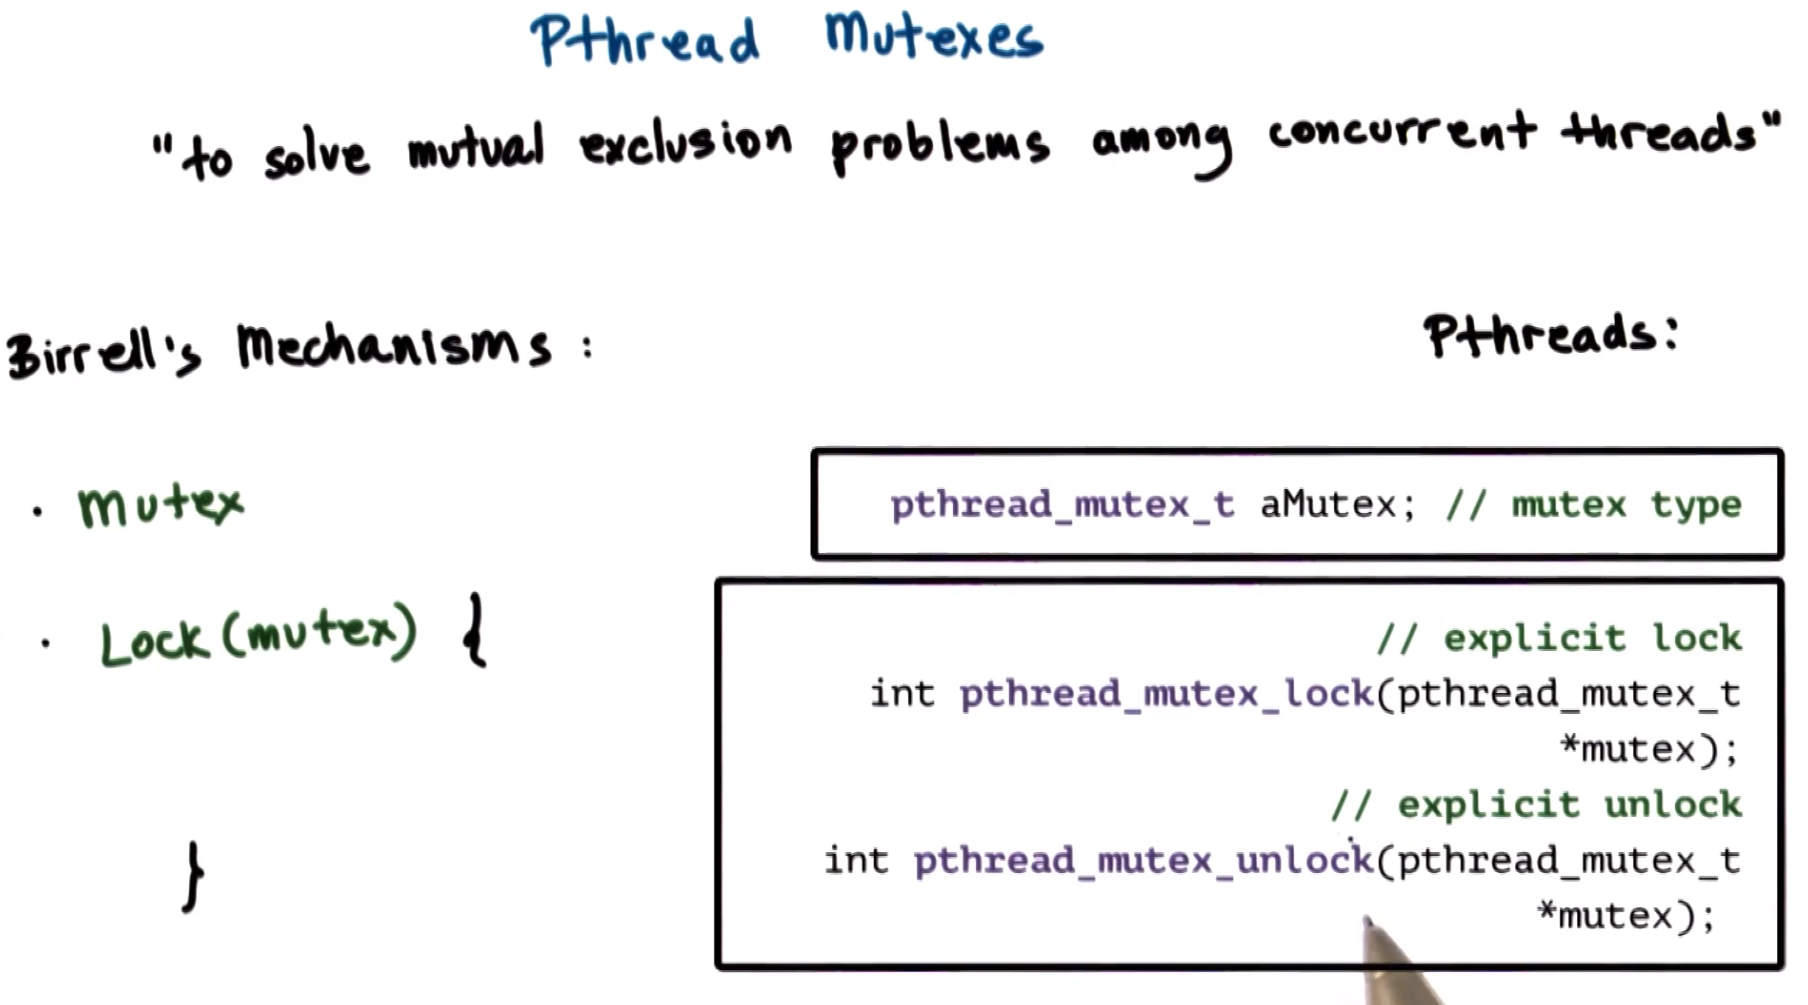 Pthread Mutexes
"to solve mutual exclusion problems among concurrent threads"
Birrell's Mechanisms:
Pthreads:
• Mutex
pthread_mutex_t aMutex; // mutex type
• Lock (mutex) {
}
// explicit lock
int pthread_mutex_lock(pthread_mutex_t
*mutex);
// explicit unlock
int pthread_mutex_unlock(pthread_mutex_t
*mutex);